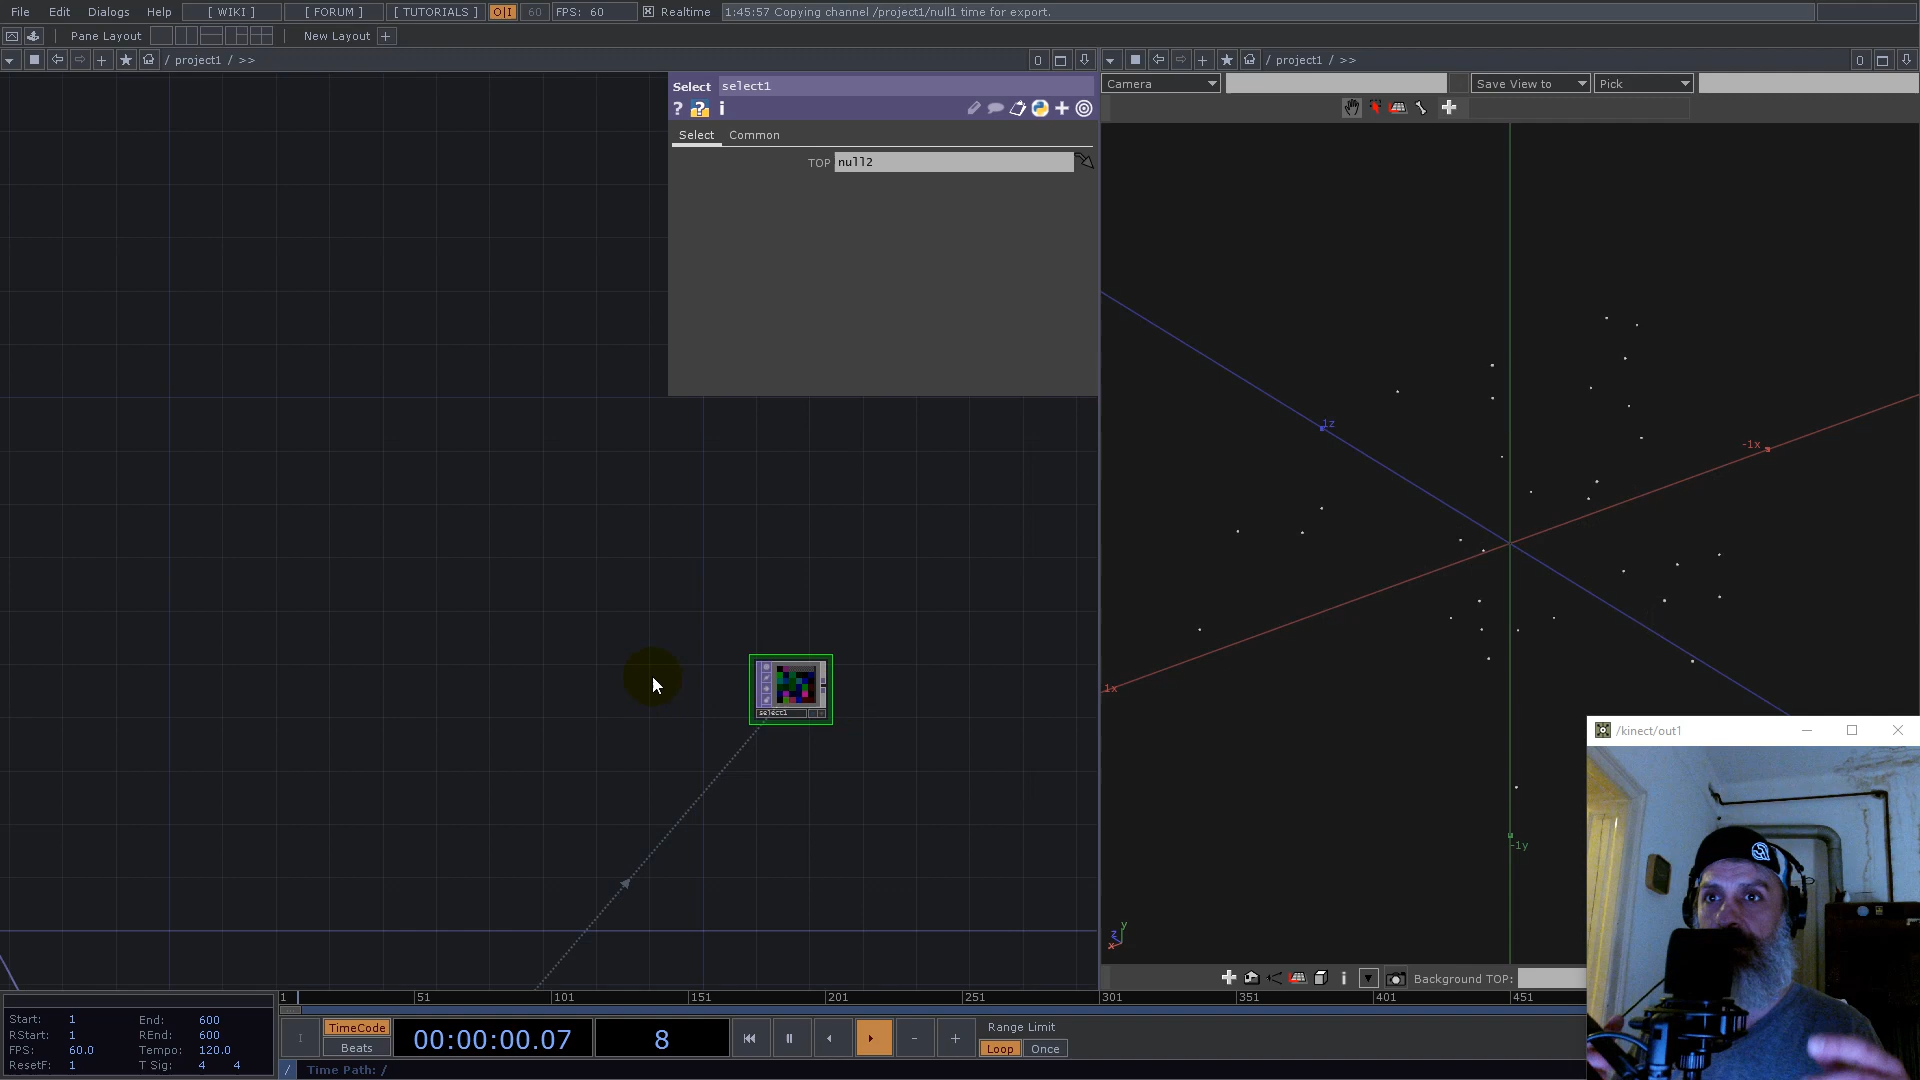 File Edit Dialogs Help [ WIKI ] [ FORUM ] [ TUTORIALS ] O|I 60 FPS: 60 Realtime 1:45:57 Copying channel /project1/null1 time for export.
Pane Layout New Layout +
/ project1 / >> 0
/ project1 / >> 0
Select select1
? ? i
Select Common
TOP null2
select1
Camera Save View to Pick
1z
-1x
1x
-1y
y
z
x
Background TOP:
/kinect/out1
1 51 101 151 201 251 301 351 401 451
Start: 1 End: 600
RStart: 1 REnd: 600
FPS: 60.0 Tempo: 120.0
ResetF: 1 T Sig: 4 4
TimeCode
Beats
00:00:00.07 8
Range Limit
Loop Once
/ Time Path: /